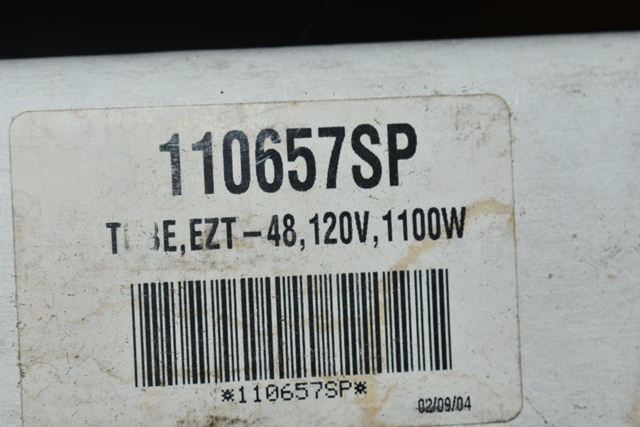 110657SP
TUBE, EZT-48, 120V, 1100W
*110657SP*
02/09/04